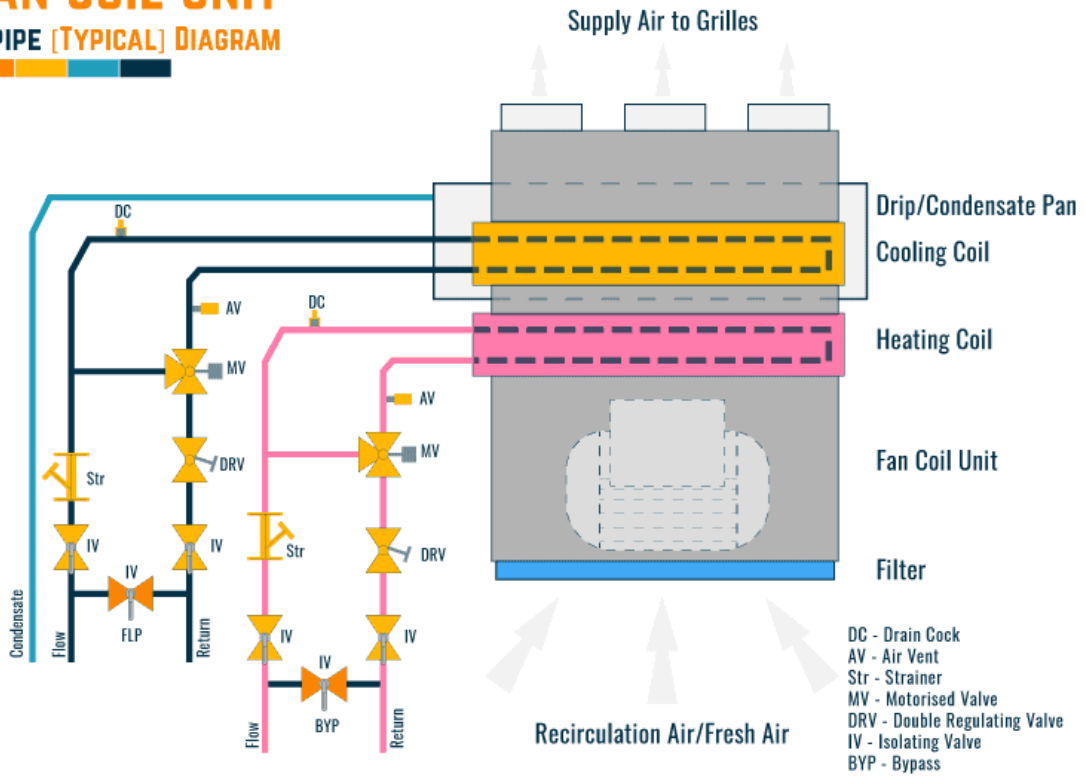 AN COIL UNIT
PIPE [TYPICAL] DIAGRAM
Supply Air to Grilles
Drip/Condensate Pan
Cooling Coil
Heating Coil
Fan Coil Unit
Filter
DC
AV
MV
DRV
Str
IV
IV
IV
FLP
Condensate
Flow
Return
DC
AV
MV
DRV
Str
IV
IV
IV
BYP
Flow
Return
Recirculation Air/Fresh Air
DC - Drain Cock
AV - Air Vent
Str - Strainer
MV - Motorised Valve
DRV - Double Regulating Valve
IV - Isolating Valve
BYP - Bypass